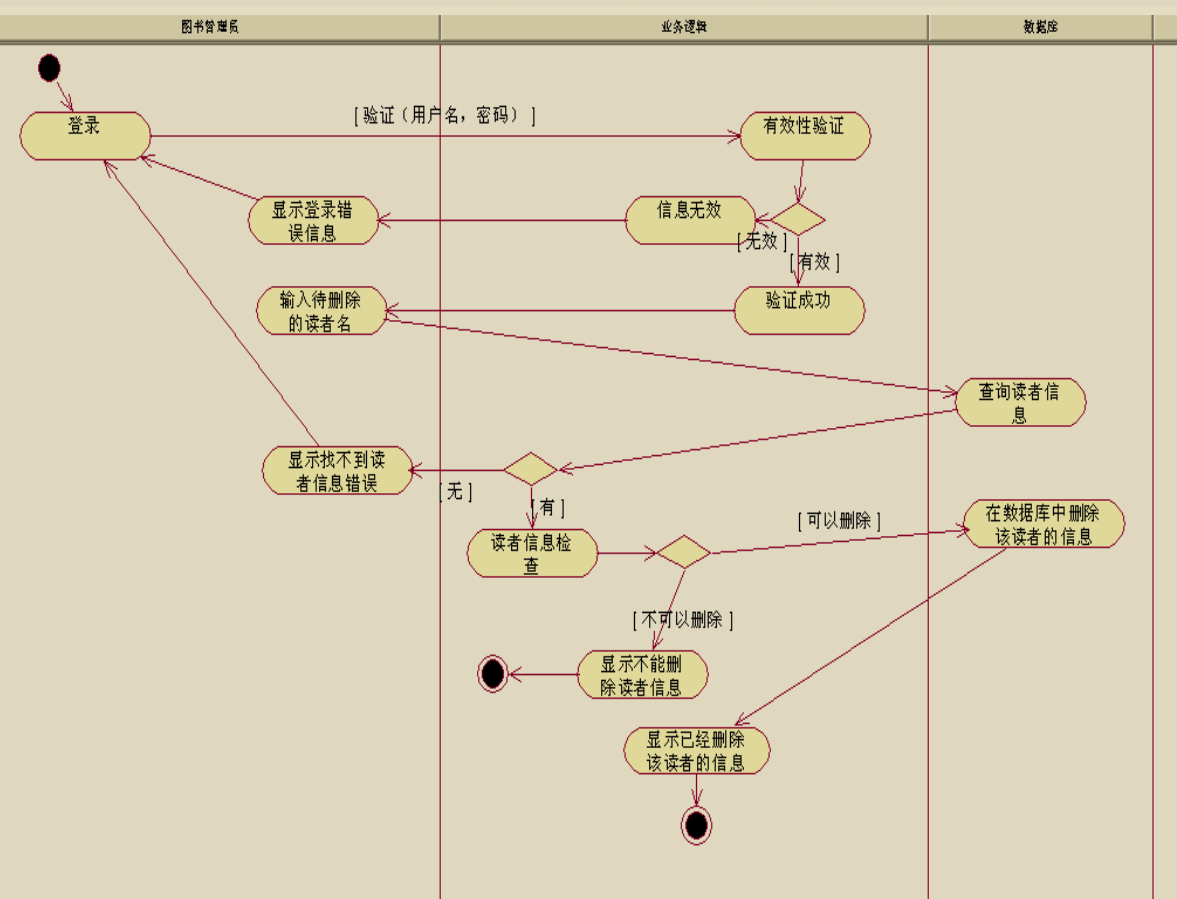 图书管理员
业务逻辑
数据库
[ 验证（用户名，密码） ]
登录
有效性验证
显示登录错
误信息
信息无效
[ 无效 ]
[ 有效 ]
输入待删除
的读者名
验证成功
查询读者信
息
显示找不到读
者信息错误
[ 无 ]
[ 有 ]
读者信息检
查
[ 可以删除 ]
在数据库中删除
该读者的信息
[ 不可以删除 ]
显示不能删
除读者信息
显示已经删除
该读者的信息